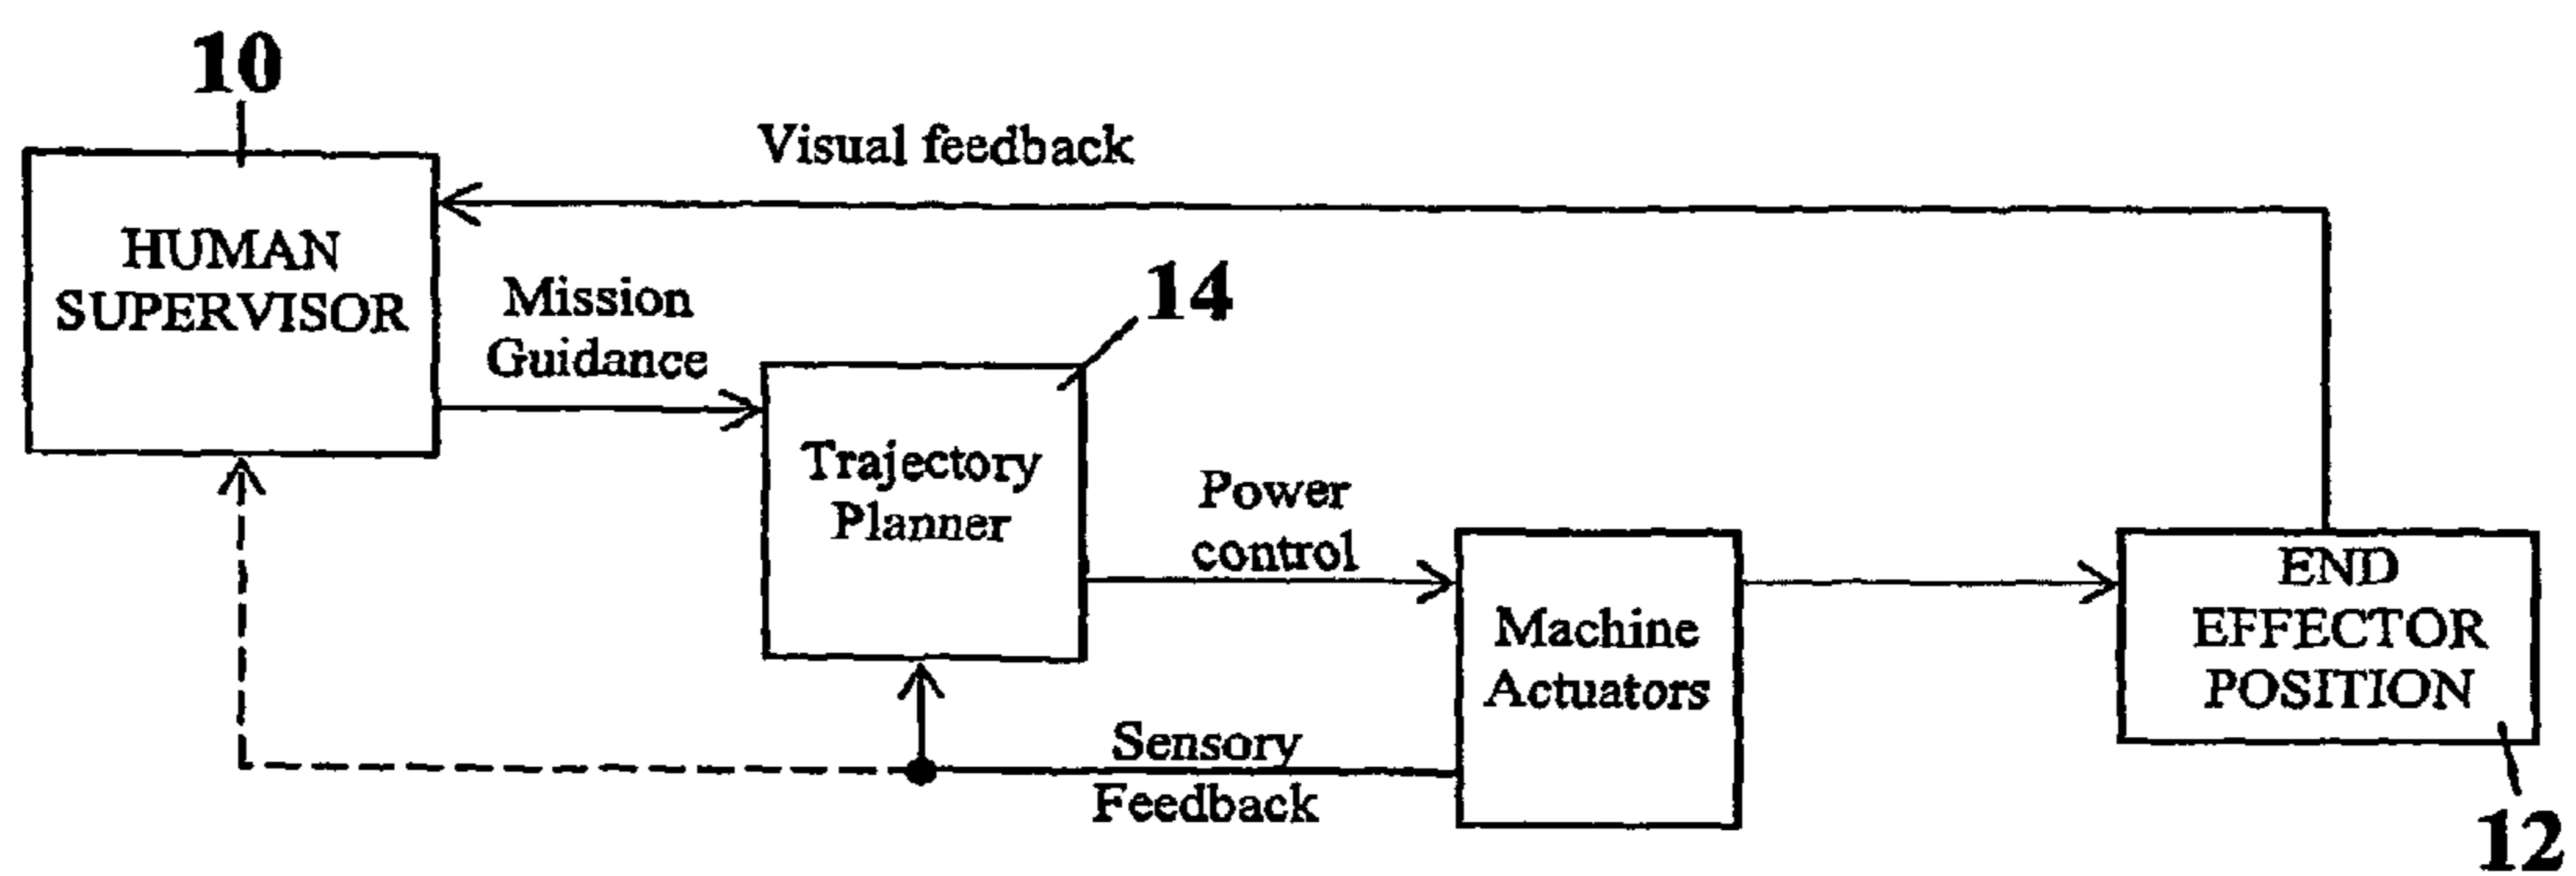 10
Visual feedback
HUMAN
SUPERVISOR
Mission
Guidance
14
Trajectory
Planner
Power
control
Machine
Actuators
END
EFFECTOR
POSITION
Sensory
Feedback
12